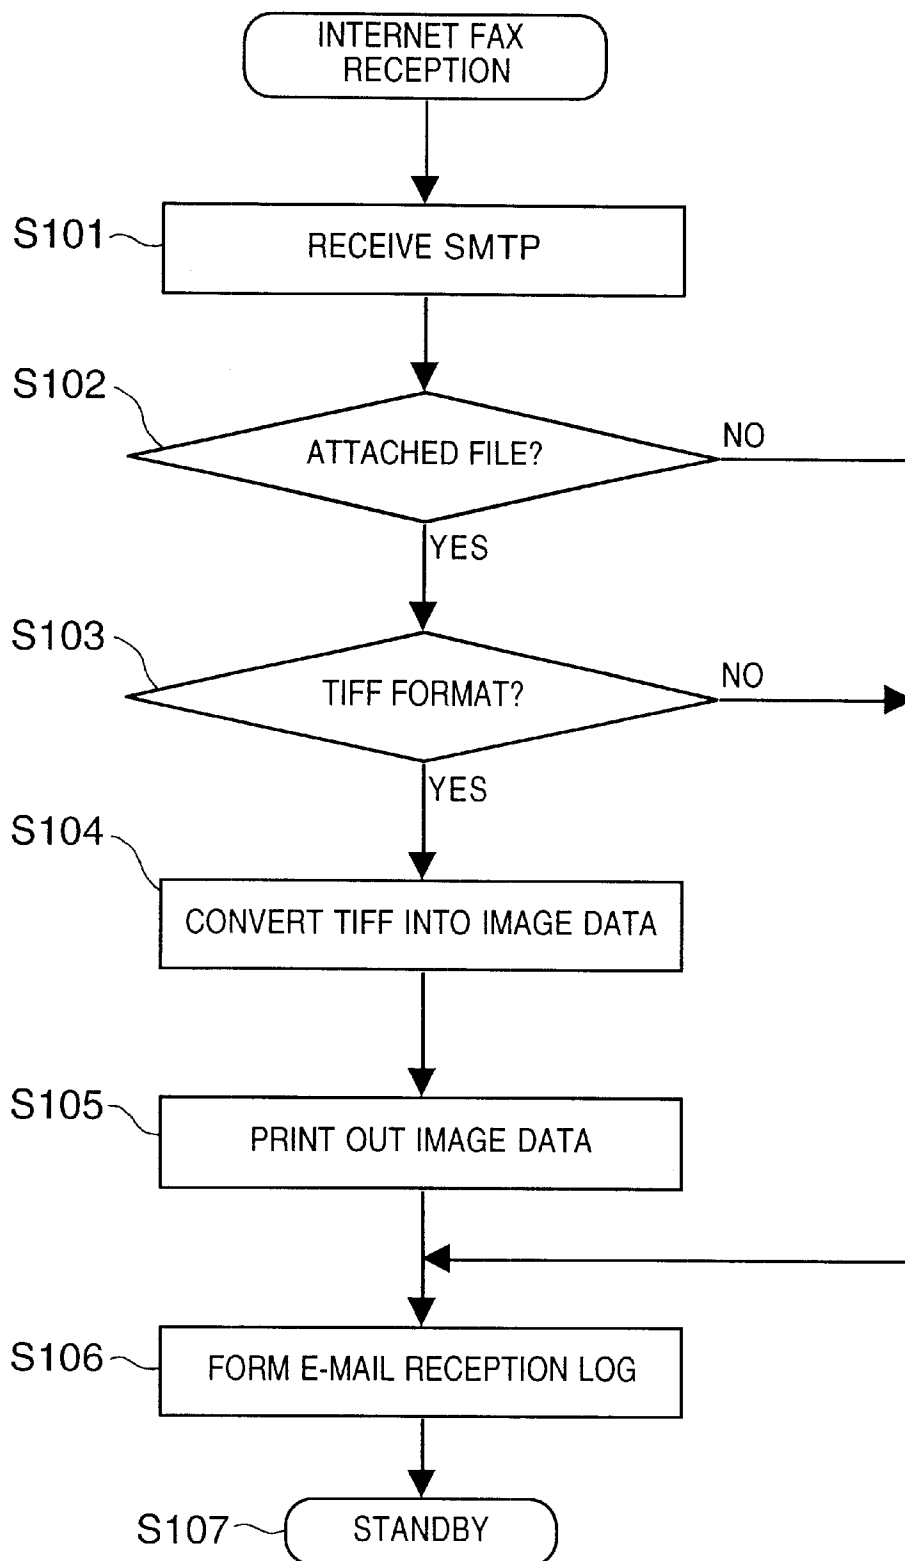 INTERNET FAX
RECEPTION
S101
RECEIVE SMTP
S102
ATTACHED FILE?
NO
YES
S103
TIFF FORMAT?
NO
YES
S104
CONVERT TIFF INTO IMAGE DATA
S105
PRINT OUT IMAGE DATA
S106
FORM E-MAIL RECEPTION LOG
S107
STANDBY